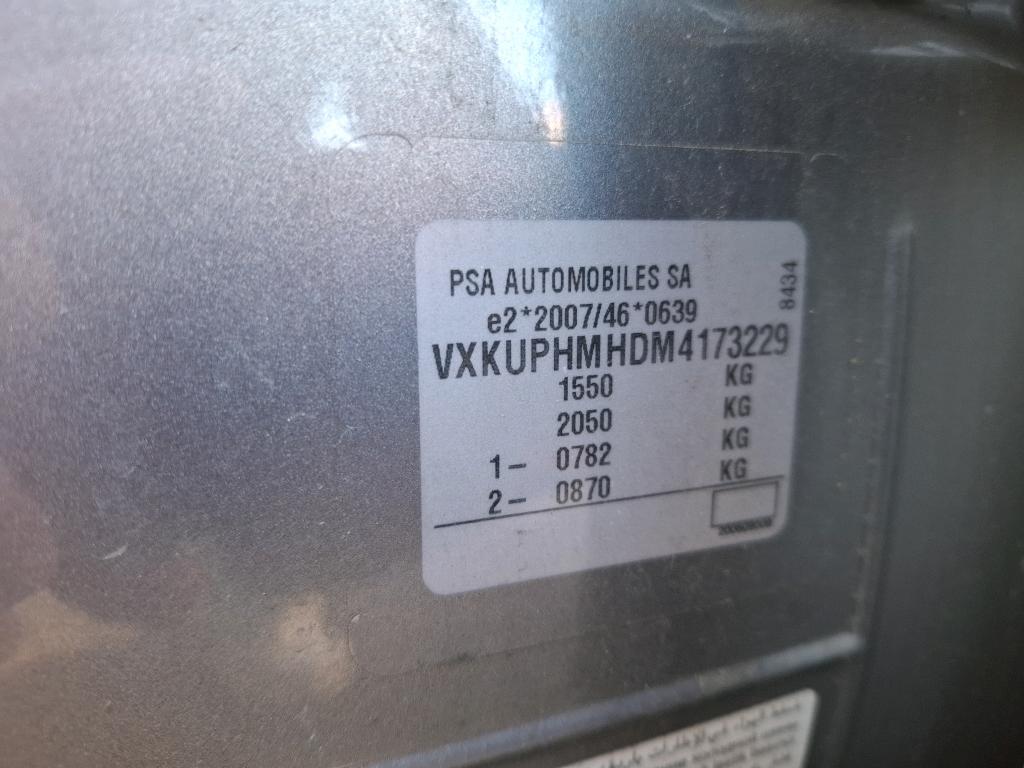 PSA AUTOMOBILES SA
8434
e2*2007/46*0639
VXKUPHMHDM4173229
1550 KG
2050 KG
1- 0782 KG
2- 0870 KG